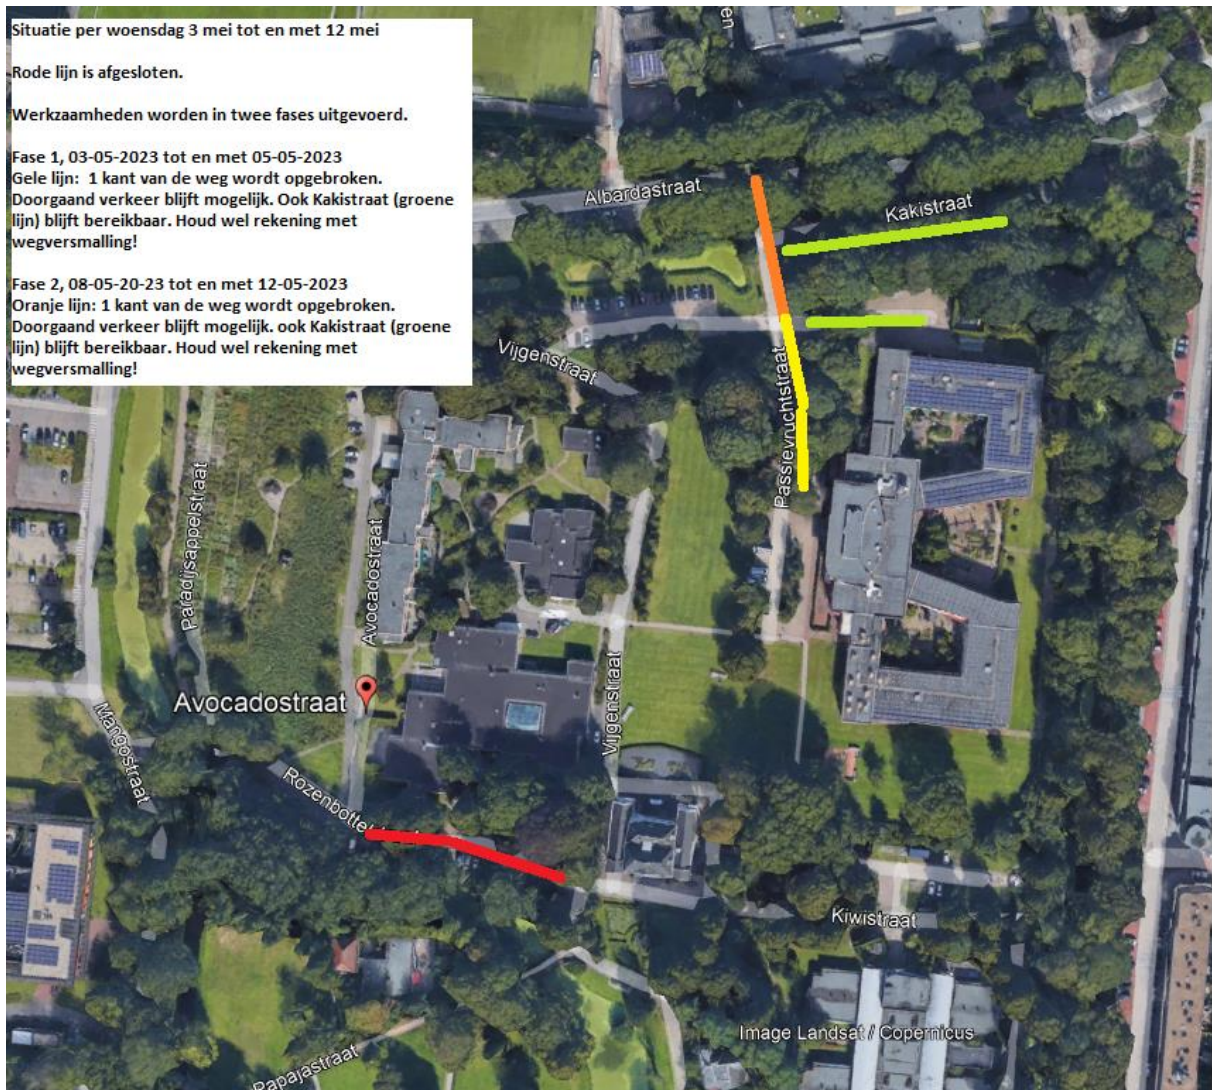 Situatie per woensdag 3 mei tot en met 12 mei
Rode lijn is afgesloten.
Werkzaamheden worden in twee fases uitgevoerd.
Fase 1, 03-05-2023 tot en met 05-05-2023
Gele lijn:  1 kant van de weg wordt opgebroken.
Doorgaand verkeer blijft mogelijk. Ook Kakistraat (groene
lijn) blijft bereikbaar. Houd wel rekening met
wegversmalling!
Fase 2, 08-05-20-23 tot en met 12-05-2023
Oranje lijn: 1 kant van de weg wordt opgebroken.
Doorgaand verkeer blijft mogelijk. ook Kakistraat (groene
lijn) blijft bereikbaar. Houd wel rekening met
wegversmalling!
Albardastraat
Kakistraat
Vijgenstraat
Passievruchtstraat
Paradijsappelstraat
Avocadostraat
Avocadostraat
Vijgenstraat
Mangostraat
Kiwistraat
Image Landsat / Copernicus
Papajastraat